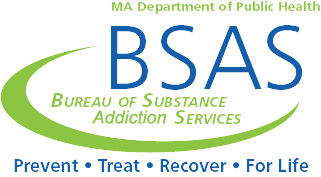 MA Department of Public Health
BSAS
BUREAU OF SUBSTANCE
Addiction SERVICES
Prevent • Treat • Recover • For Life